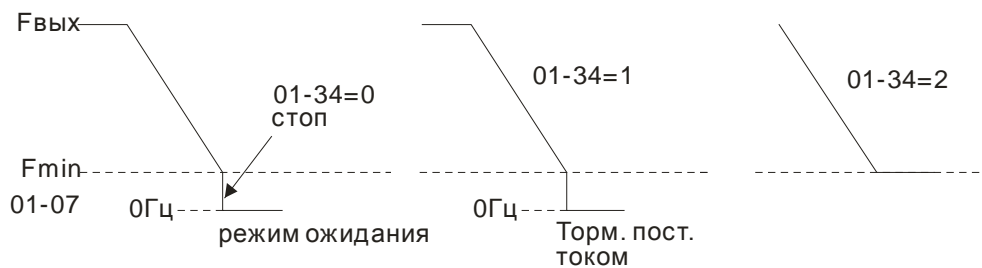 Fвых
01-34=0
стоп
01-34=1
01-34=2
Fmin
01-07
0Гц
режим ожидания
0Гц
Торм. пост.
током